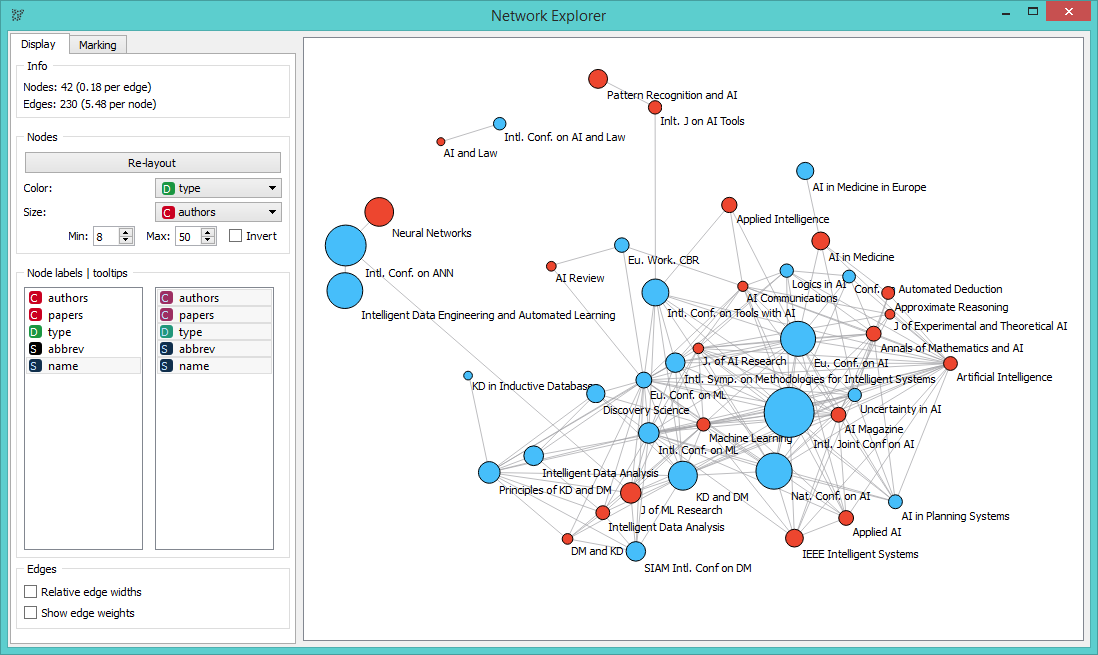 Network Explorer
Display
Marking
Info
Nodes: 42 (0.18 per edge)
Edges: 230 (5.48 per node)
Nodes
Re-layout
Color:
D type
Size:
C authors
Min: 8
Max: 50
Invert
Node labels | tooltips
C authors
C papers
D type
S abbrev
S name
C authors
C papers
D type
S abbrev
S name
Edges
Relative edge widths
Show edge weights
Pattern Recognition and AI
Inlt. J on AI Tools
Intl. Conf. on AI and Law
AI and Law
AI in Medicine in Europe
Applied Intelligence
Neural Networks
AI in Medicine
Eu. Work. CBR
Intl. Conf. on ANN
AI Review
Logics in AI
Conf. Automated Deduction
AI Communications
Approximate Reasoning
Intelligent Data Engineering and Automated Learning
Intl. Conf. on Tools with AI
J of Experimental and Theoretical AI
Annals of Mathematics and AI
J. of AI Research
Eu. Conf. on AI
Artificial Intelligence
Intl. Symp. on Methodologies for Intelligent Systems
KD in Inductive Database
Eu. Conf. on ML
Discovery Science
Uncertainty in AI
AI Magazine
Machine Learning
Intl. Joint Conf on AI
Intl. Conf. on ML
Intelligent Data Analysis
Principles of KD and DM
KD and DM
Nat. Conf. on AI
J of ML Research
AI in Planning Systems
Intelligent Data Analysis
Applied AI
DM and KD
IEEE Intelligent Systems
SIAM Intl. Conf on DM